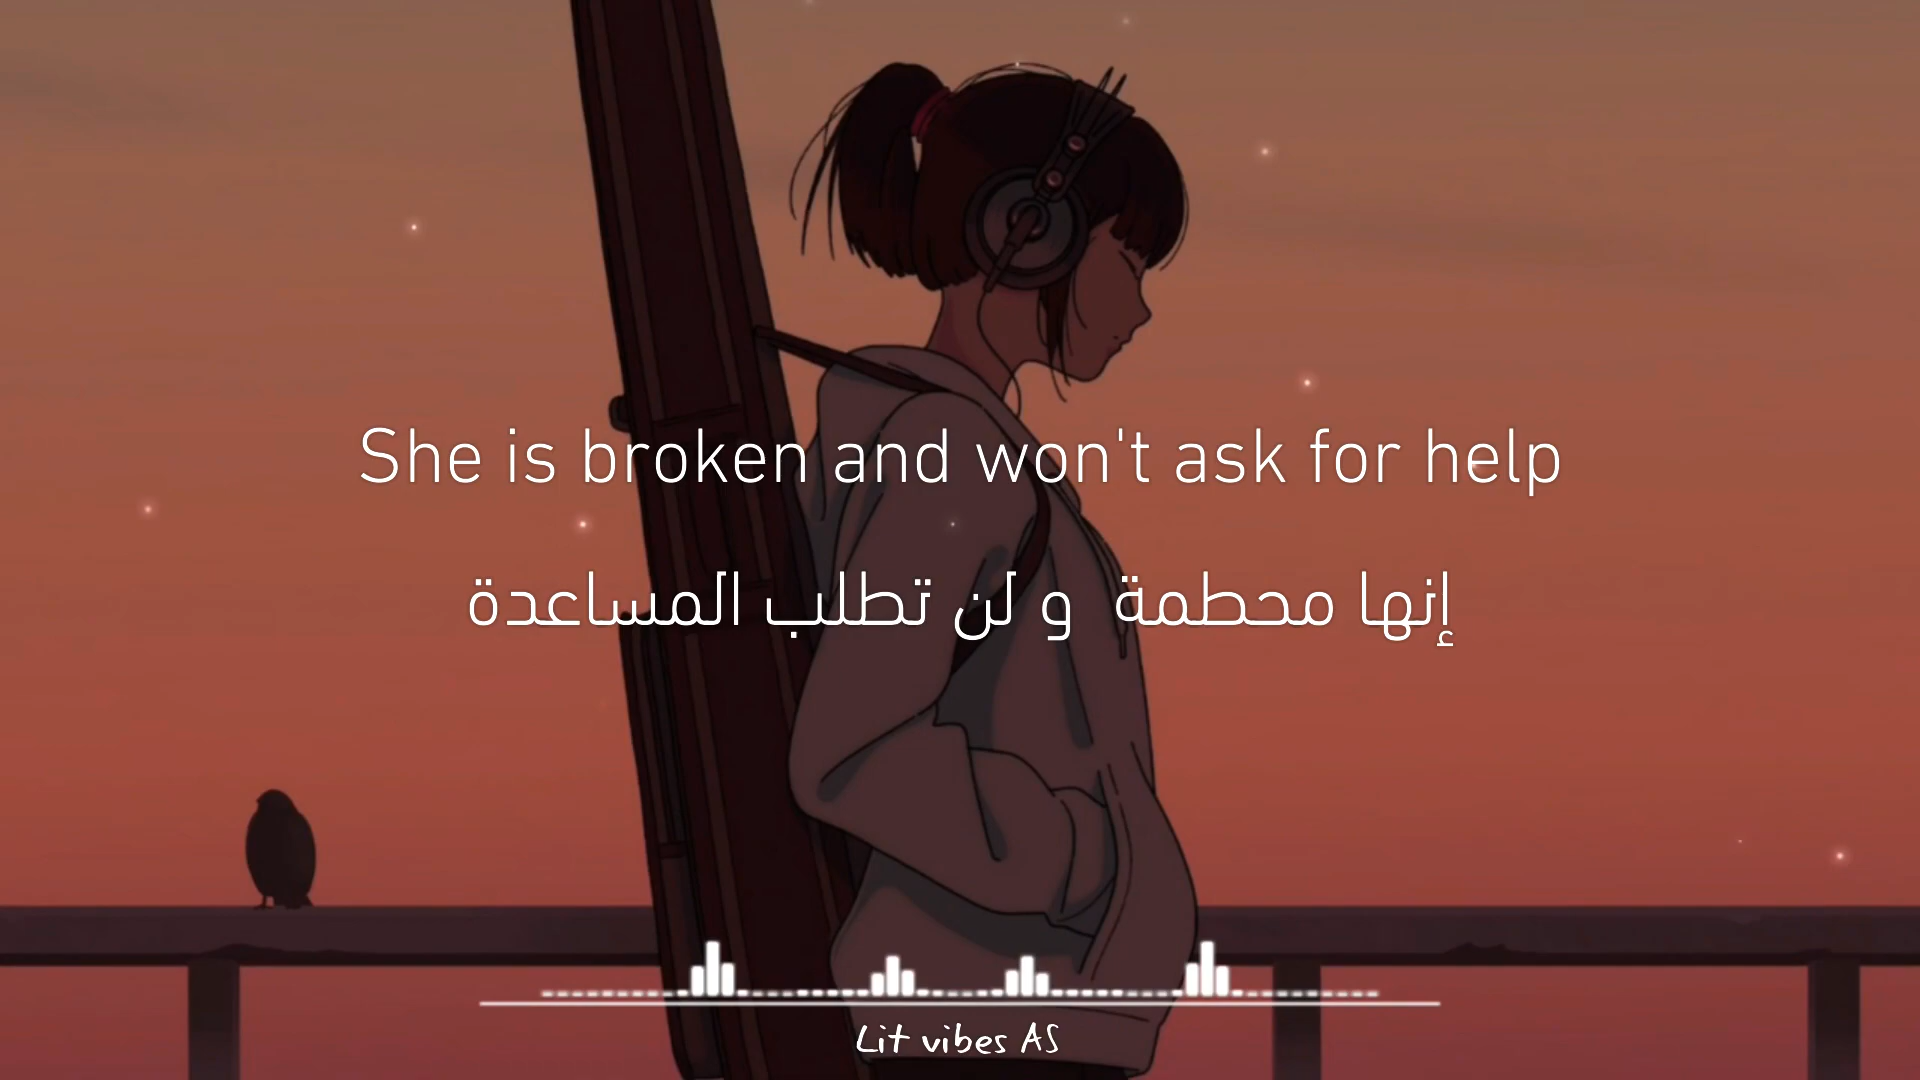 She is broken and won't ask for help
إنها محطمة و لن تطلب المساعدة
Lit vibes AS